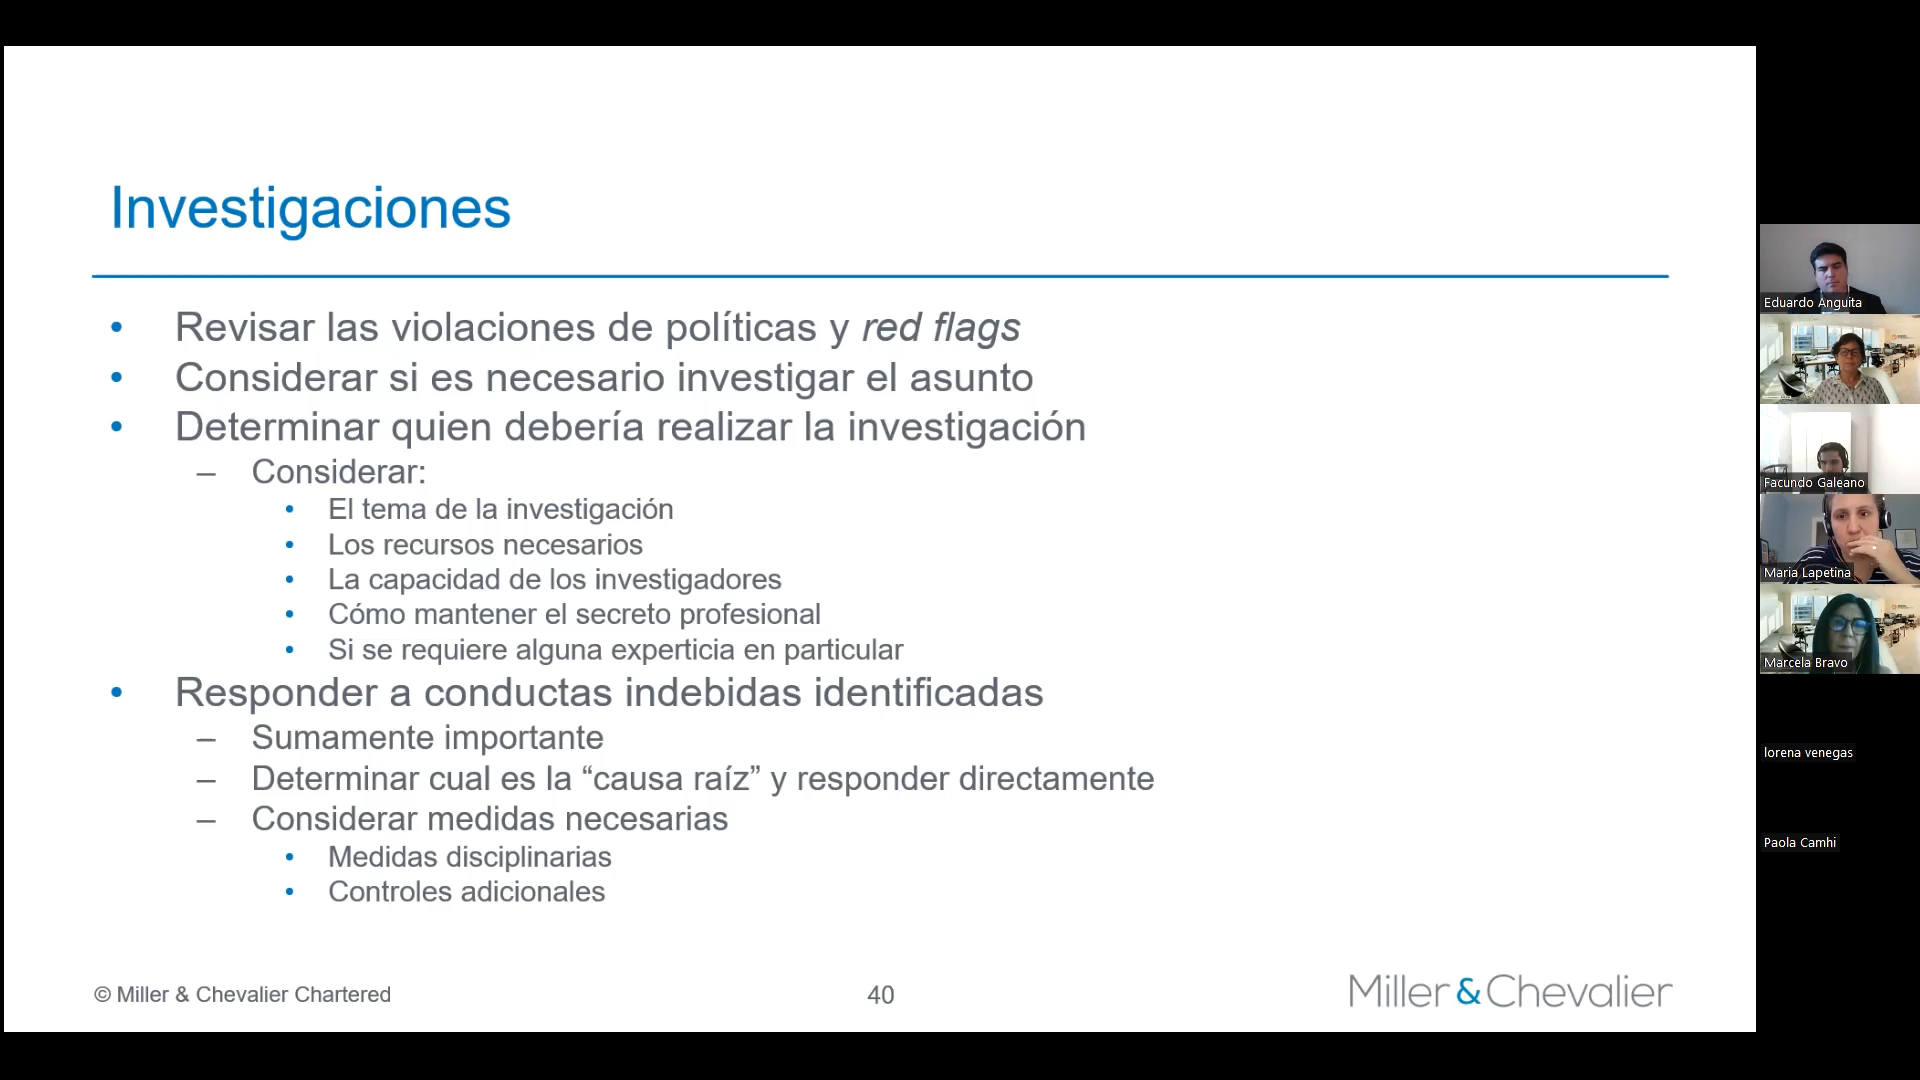 Investigaciones
• Revisar las violaciones de políticas y red flags
• Considerar si es necesario investigar el asunto
• Determinar quien debería realizar la investigación
– Considerar:
• El tema de la investigación
• Los recursos necesarios
• La capacidad de los investigadores
• Cómo mantener el secreto profesional
• Si se requiere alguna experticia en particular
• Responder a conductas indebidas identificadas
– Sumamente importante
– Determinar cual es la “causa raíz” y responder directamente
– Considerar medidas necesarias
• Medidas disciplinarias
• Controles adicionales
© Miller & Chevalier Chartered
40
Miller & Chevalier
Eduardo Anguita
Facundo Galeano
Maria Lapetina
Marcela Bravo
lorena venegas
Paola Camhi